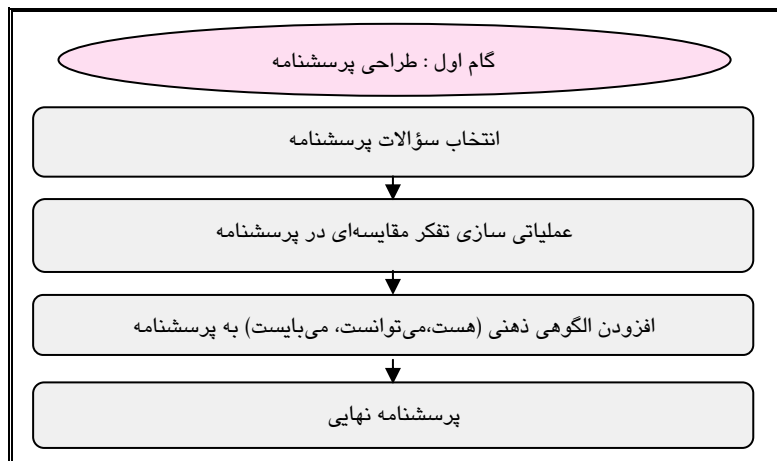 گام اول : طراحی پرسشنامه
انتخاب سؤالات پرسشنامه
عملیاتی سازی تفکر مقایسه‌ای در پرسشنامه
افزودن الگوهی ذهنی (هست،می‌توانست، می‌بایست) به پرسشنامه
پرسشنامه نهایی